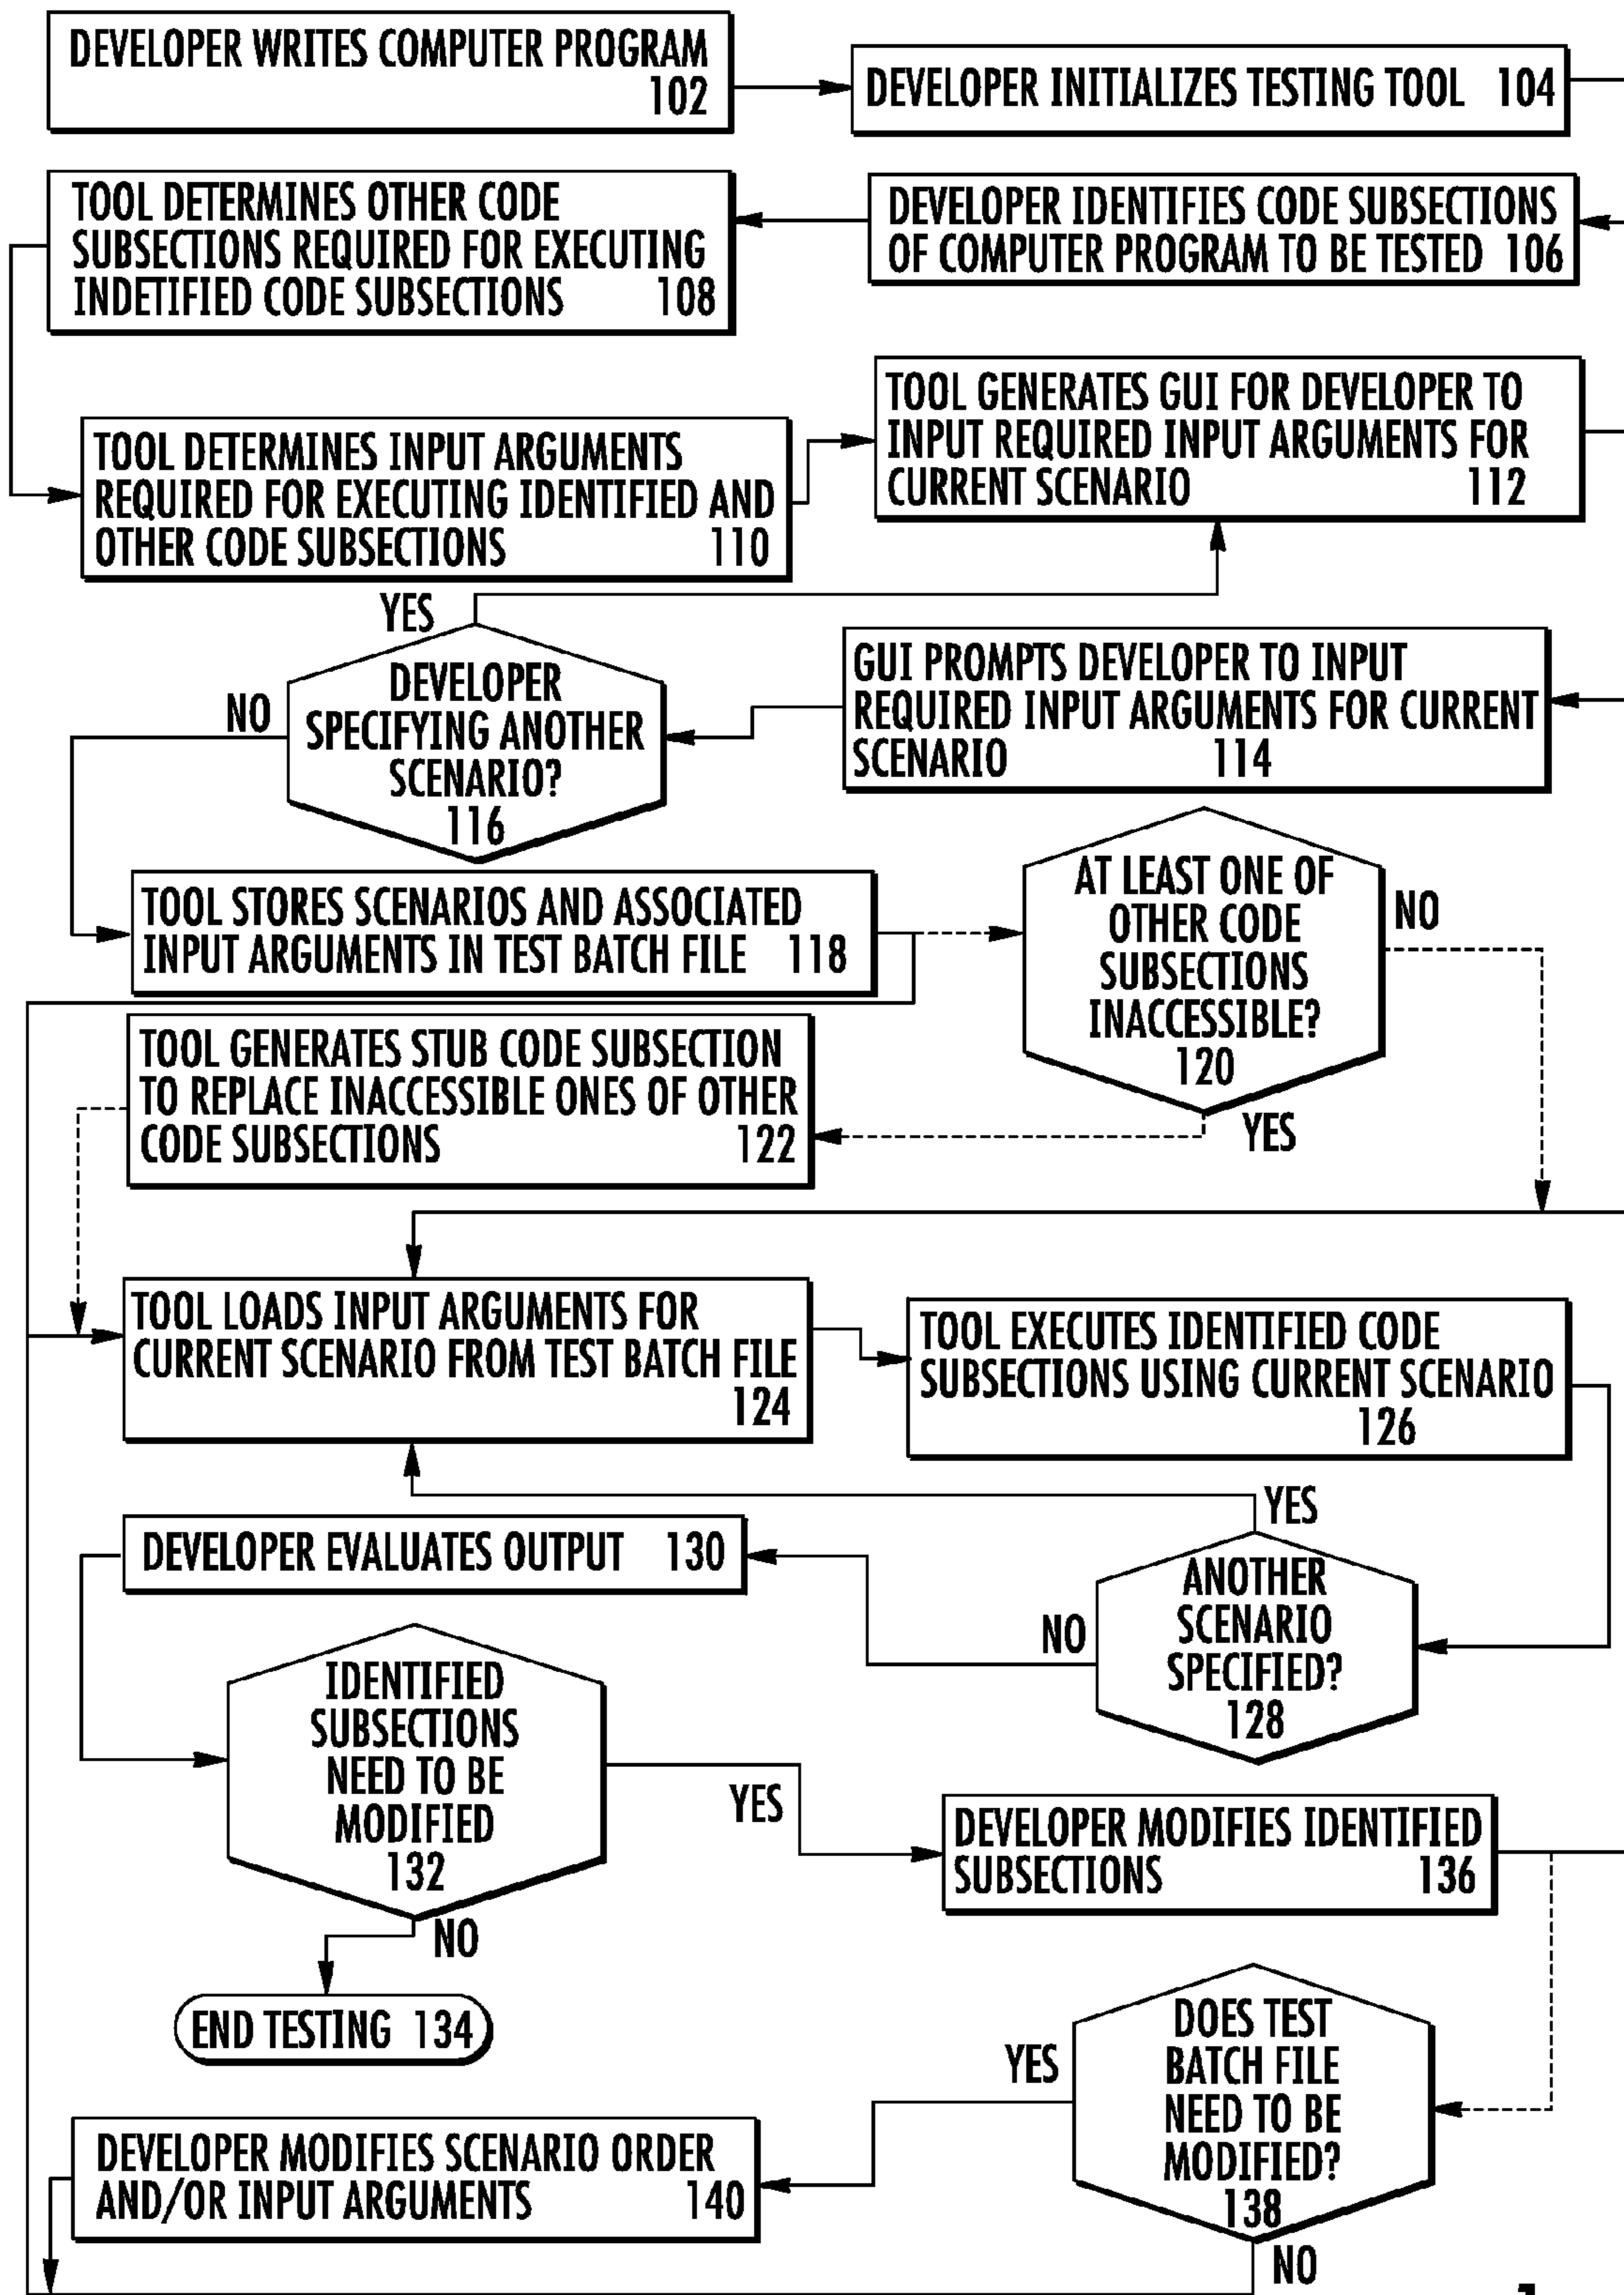 DEVELOPER WRITES COMPUTER PROGRAM
102
DEVELOPER INITIALIZES TESTING TOOL 104
TOOL DETERMINES OTHER CODE
SUBSECTIONS REQUIRED FOR EXECUTING
INDETIFIED CODE SUBSECTIONS 108
DEVELOPER IDENTIFIES CODE SUBSECTIONS
OF COMPUTER PROGRAM TO BE TESTED 106
TOOL DETERMINES INPUT ARGUMENTS
REQUIRED FOR EXECUTING IDENTIFIED AND
OTHER CODE SUBSECTIONS 110
TOOL GENERATES GUI FOR DEVELOPER TO
INPUT REQUIRED INPUT ARGUMENTS FOR
CURRENT SCENARIO 112
YES
NO
DEVELOPER
SPECIFYING ANOTHER
SCENARIO?
116
GUI PROMPTS DEVELOPER TO INPUT
REQUIRED INPUT ARGUMENTS FOR CURRENT
SCENARIO 114
TOOL STORES SCENARIOS AND ASSOCIATED
INPUT ARGUMENTS IN TEST BATCH FILE 118
AT LEAST ONE OF
OTHER CODE
SUBSECTIONS
INACCESSIBLE?
120
NO
YES
TOOL GENERATES STUB CODE SUBSECTION
TO REPLACE INACCESSIBLE ONES OF OTHER
CODE SUBSECTIONS 122
TOOL LOADS INPUT ARGUMENTS FOR
CURRENT SCENARIO FROM TEST BATCH FILE
124
TOOL EXECUTES IDENTIFIED CODE
SUBSECTIONS USING CURRENT SCENARIO
126
YES
DEVELOPER EVALUATES OUTPUT 130
NO
ANOTHER
SCENARIO
SPECIFIED?
128
IDENTIFIED
SUBSECTIONS
NEED TO BE
MODIFIED
132
YES
NO
DEVELOPER MODIFIES IDENTIFIED
SUBSECTIONS 136
END TESTING 134
DOES TEST
BATCH FILE
NEED TO BE
MODIFIED?
138
YES
NO
DEVELOPER MODIFIES SCENARIO ORDER
AND/OR INPUT ARGUMENTS 140